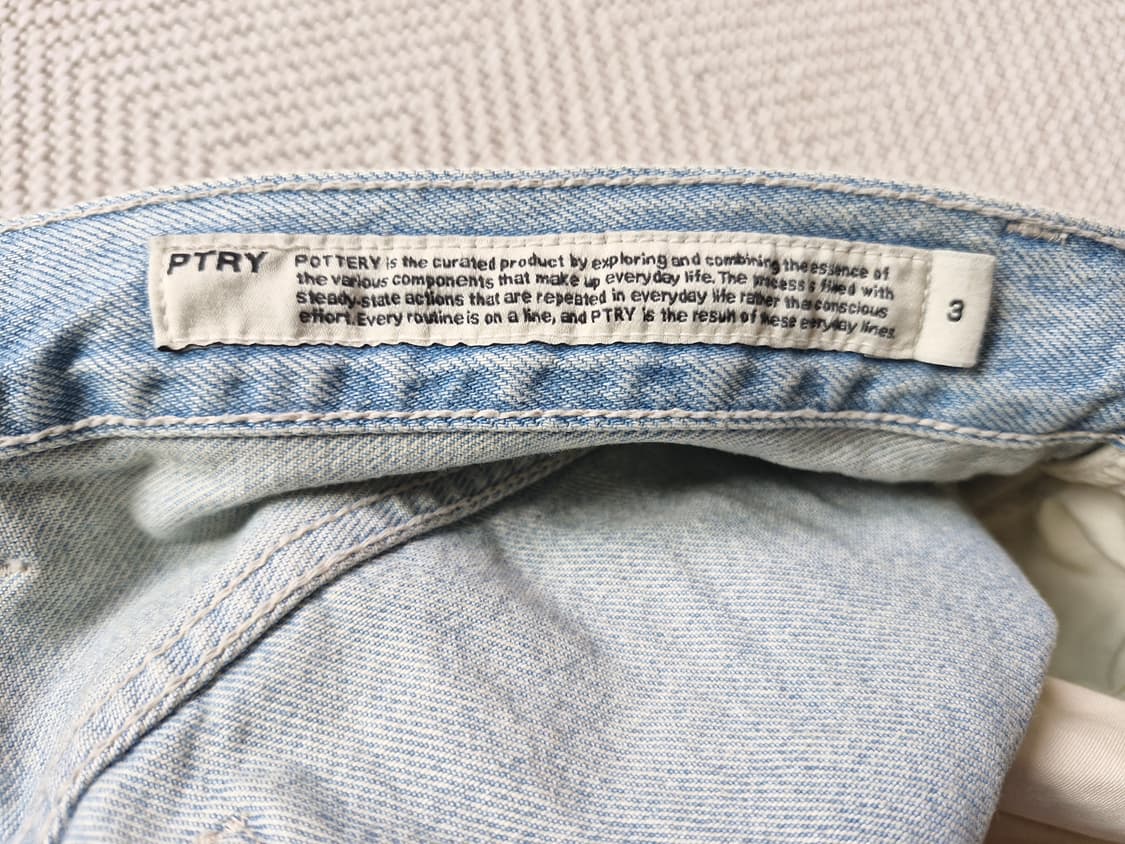 PTRY
POTTERY is the curated product by exploring and combining the essence of
the various components that make up everyday life. The process is filled with
steady-state actions that are repeated in everyday life rather than conscious
effort. Every routine is on a line, and PTRY is the result of these everyday lines.
3